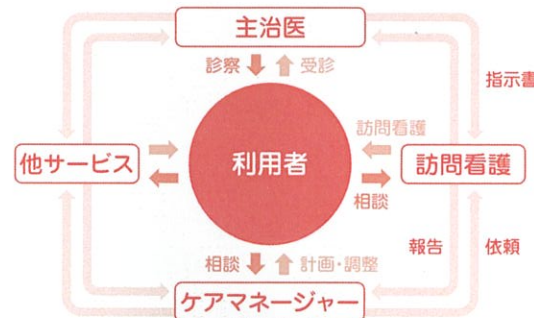 主治医
診察
受診
指示書
訪問看護
他サービス
利用者
訪問看護
相談
報告
依頼
相談
計画・調整
ケアマネージャー